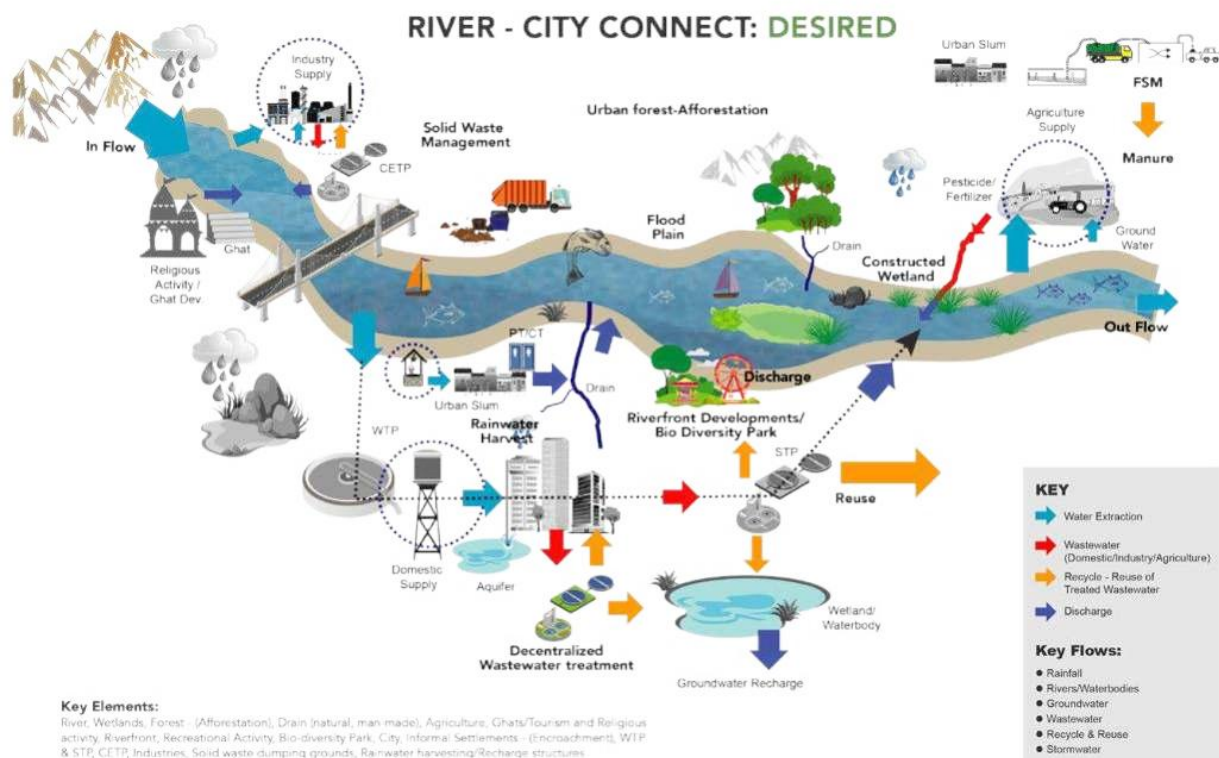 RIVER - CITY CONNECT: DESIRED
In Flow
Industry
Supply
CETP
Solid Waste
Management
Urban forest-Afforestation
Urban Slum
FSM
Manure
Agriculture
Supply
Pesticide/
Fertilizer
Ground
Water
Religious
Activity /
Ghat Dev.
Ghat
Flood
Plain
Drain
Constructed
Wetland
Out Flow
PT/CT
Urban Slum
Drain
Discharge
Riverfront Developments/
Bio Diversity Park
WTP
Rainwater
Harvest
STP
Reuse
Domestic
Supply
Aquifer
Decentralized
Wastewater treatment
Wetland/
Waterbody
Groundwater Recharge
KEY
Water Extraction
Wastewater
(Domestic/Industry/Agriculture)
Recycle - Reuse of
Treated Wastewater
Discharge
Key Flows:
● Rainfall
● Rivers/Waterbodies
● Groundwater
● Wastewater
● Recycle & Reuse
● Stormwater
Key Elements:
River, Wetlands, Forest - (Afforestation), Drain (natural, man made), Agriculture, Ghats/Tourism and Religious
activity, Riverfront, Recreational Activity, Bio-diversity Park, City, Informal Settlements - (Encroachment), WTP
& STP, CETP, Industries, Solid waste dumping grounds, Rainwater harvesting/Recharge structures